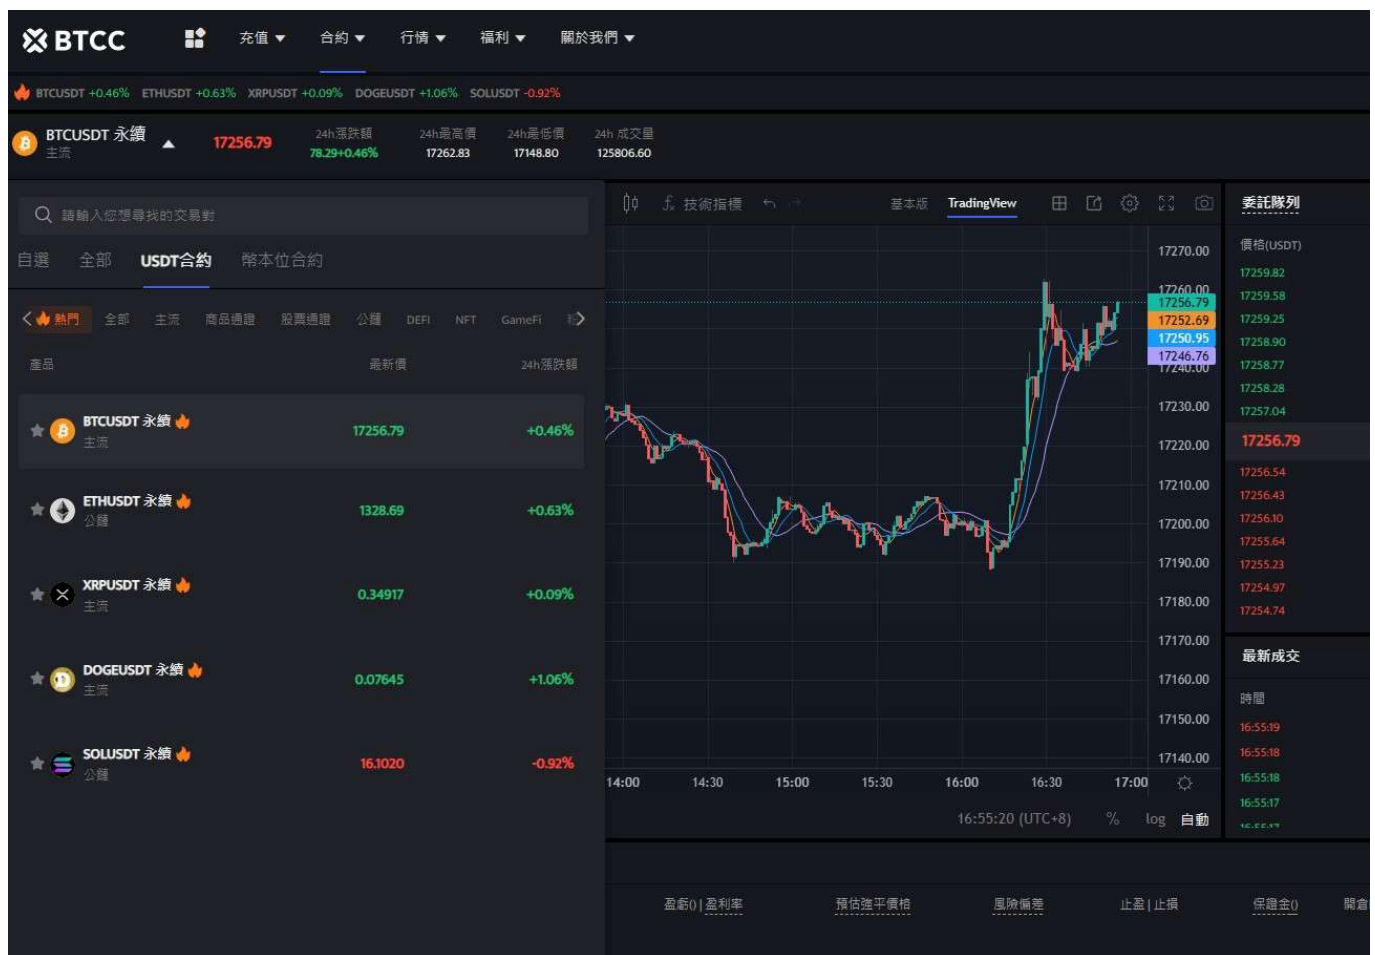 BTCC 充值 合約 行情 福利 關於我們
BTCUSDT +0.46% ETHUSDT +0.63% XRPUSDT +0.09% DOGEUSDT +1.06% SOLUSDT -0.92%
BTCUSDT 永續 17256.79 24h漲跌額 24h最高價 24h最低價 24h 成交量
主流 78.29+0.46% 17262.83 17148.80 125806.60
請輸入您想尋找的交易對
自選 全部 USDT合約 幣本位合約
熱門 全部 主流 商品通證 股票通證 公鏈 DEFI NFT GameFi
產品 最新價 24h漲跌額
BTCUSDT 永續 17256.79 +0.46%
主流
ETHUSDT 永續 1328.69 +0.63%
公鏈
XRPUSDT 永續 0.34917 +0.09%
主流
DOGEUSDT 永續 0.07645 +1.06%
主流
SOLUSDT 永續 16.1020 -0.92%
公鏈
技術指標 基本版 TradingView
17270.00
17260.00
17256.79
17252.69
17250.95
17246.76
17240.00
17230.00
17220.00
17210.00
17200.00
17190.00
17180.00
17170.00
17160.00
17150.00
17140.00
14:00 14:30 15:00 15:30 16:00 16:30 17:00
16:55:20 (UTC+8) % log 自動
委託隊列
價格(USDT)
17259.82
17259.58
17259.25
17258.90
17258.77
17258.28
17257.04
17256.79
17256.54
17256.43
17256.10
17255.64
17255.23
17254.97
17254.74
最新成交
時間
16:55:19
16:55:18
16:55:18
16:55:17
16:55:17
盈虧()|盈利率 預估強平價格 風險偏差 止盈|止損 保證金() 開倉